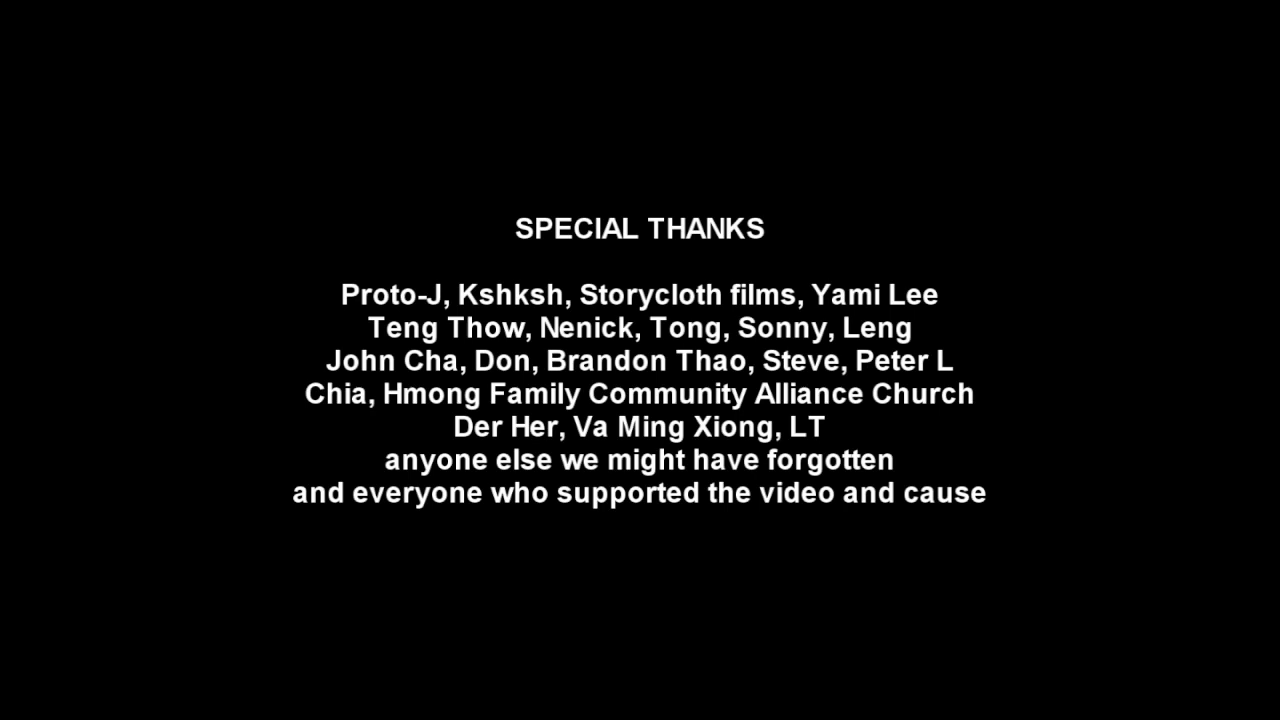 SPECIAL THANKS
Proto-J, Kshksh, Storycloth films, Yami Lee
Teng Thow, Nenick, Tong, Sonny, Leng
John Cha, Don, Brandon Thao, Steve, Peter L
Chia, Hmong Family Community Alliance Church
Der Her, Va Ming Xiong, LT
anyone else we might have forgotten
and everyone who supported the video and cause